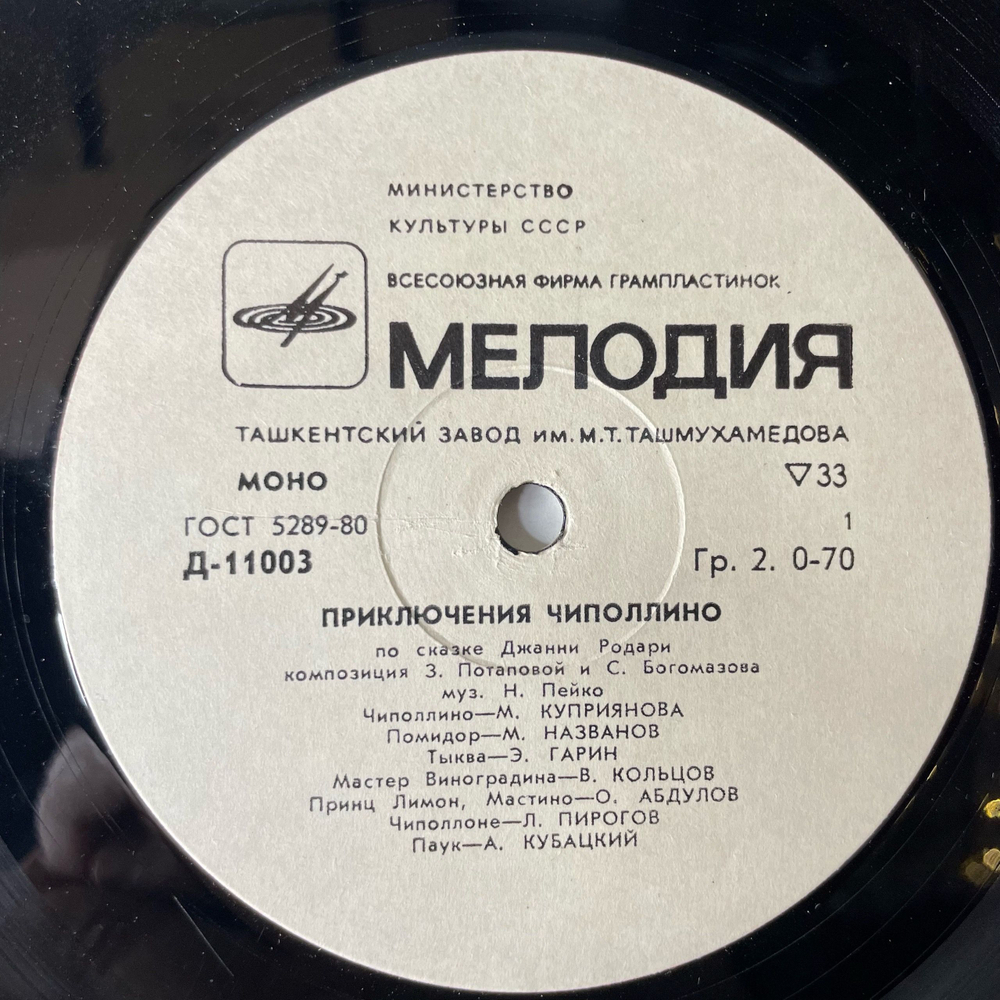 МИНИСТЕРСТВО
КУЛЬТУРЫ СССР
ВСЕСОЮЗНАЯ ФИРМА ГРАМПЛАСТИНОК
МЕЛОДИЯ
ТАШКЕНТСКИЙ ЗАВОД им. М.Т. ТАШМУХАМЕДОВА
МОНО ▽33
ГОСТ 5289-80 1
Д-11003 Гр. 2. 0-70
ПРИКЛЮЧЕНИЯ ЧИПОЛЛИНО
по сказке Джанни Родари
композиция З. Потаповой и С. Богомазова
муз. Н. Пейко
Чиполлино—М. КУПРИЯНОВА
Помидор—М. НАЗВАНОВ
Тыква—Э. ГАРИН
Мастер Виноградина—В. КОЛЬЦОВ
Принц Лимон, Мастино—О. АБДУЛОВ
Чиполлоне—Л. ПИРОГОВ
Паук—А. КУБАЦКИЙ